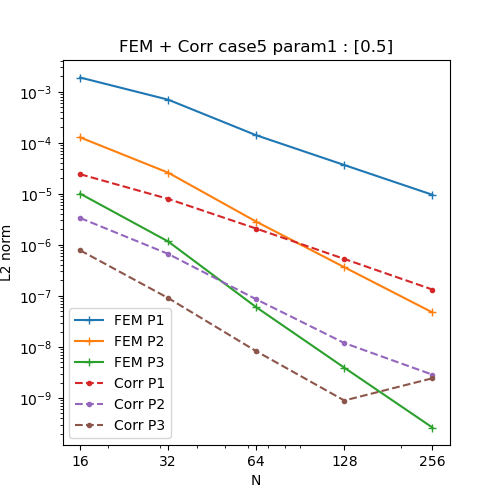 FEM + Corr case5 param1 : [0.5]
L2 norm
10⁻³
10⁻⁴
10⁻⁵
10⁻⁶
10⁻⁷
10⁻⁸
10⁻⁹
FEM P1
FEM P2
FEM P3
Corr P1
Corr P2
Corr P3
16 32 64 128 256
N